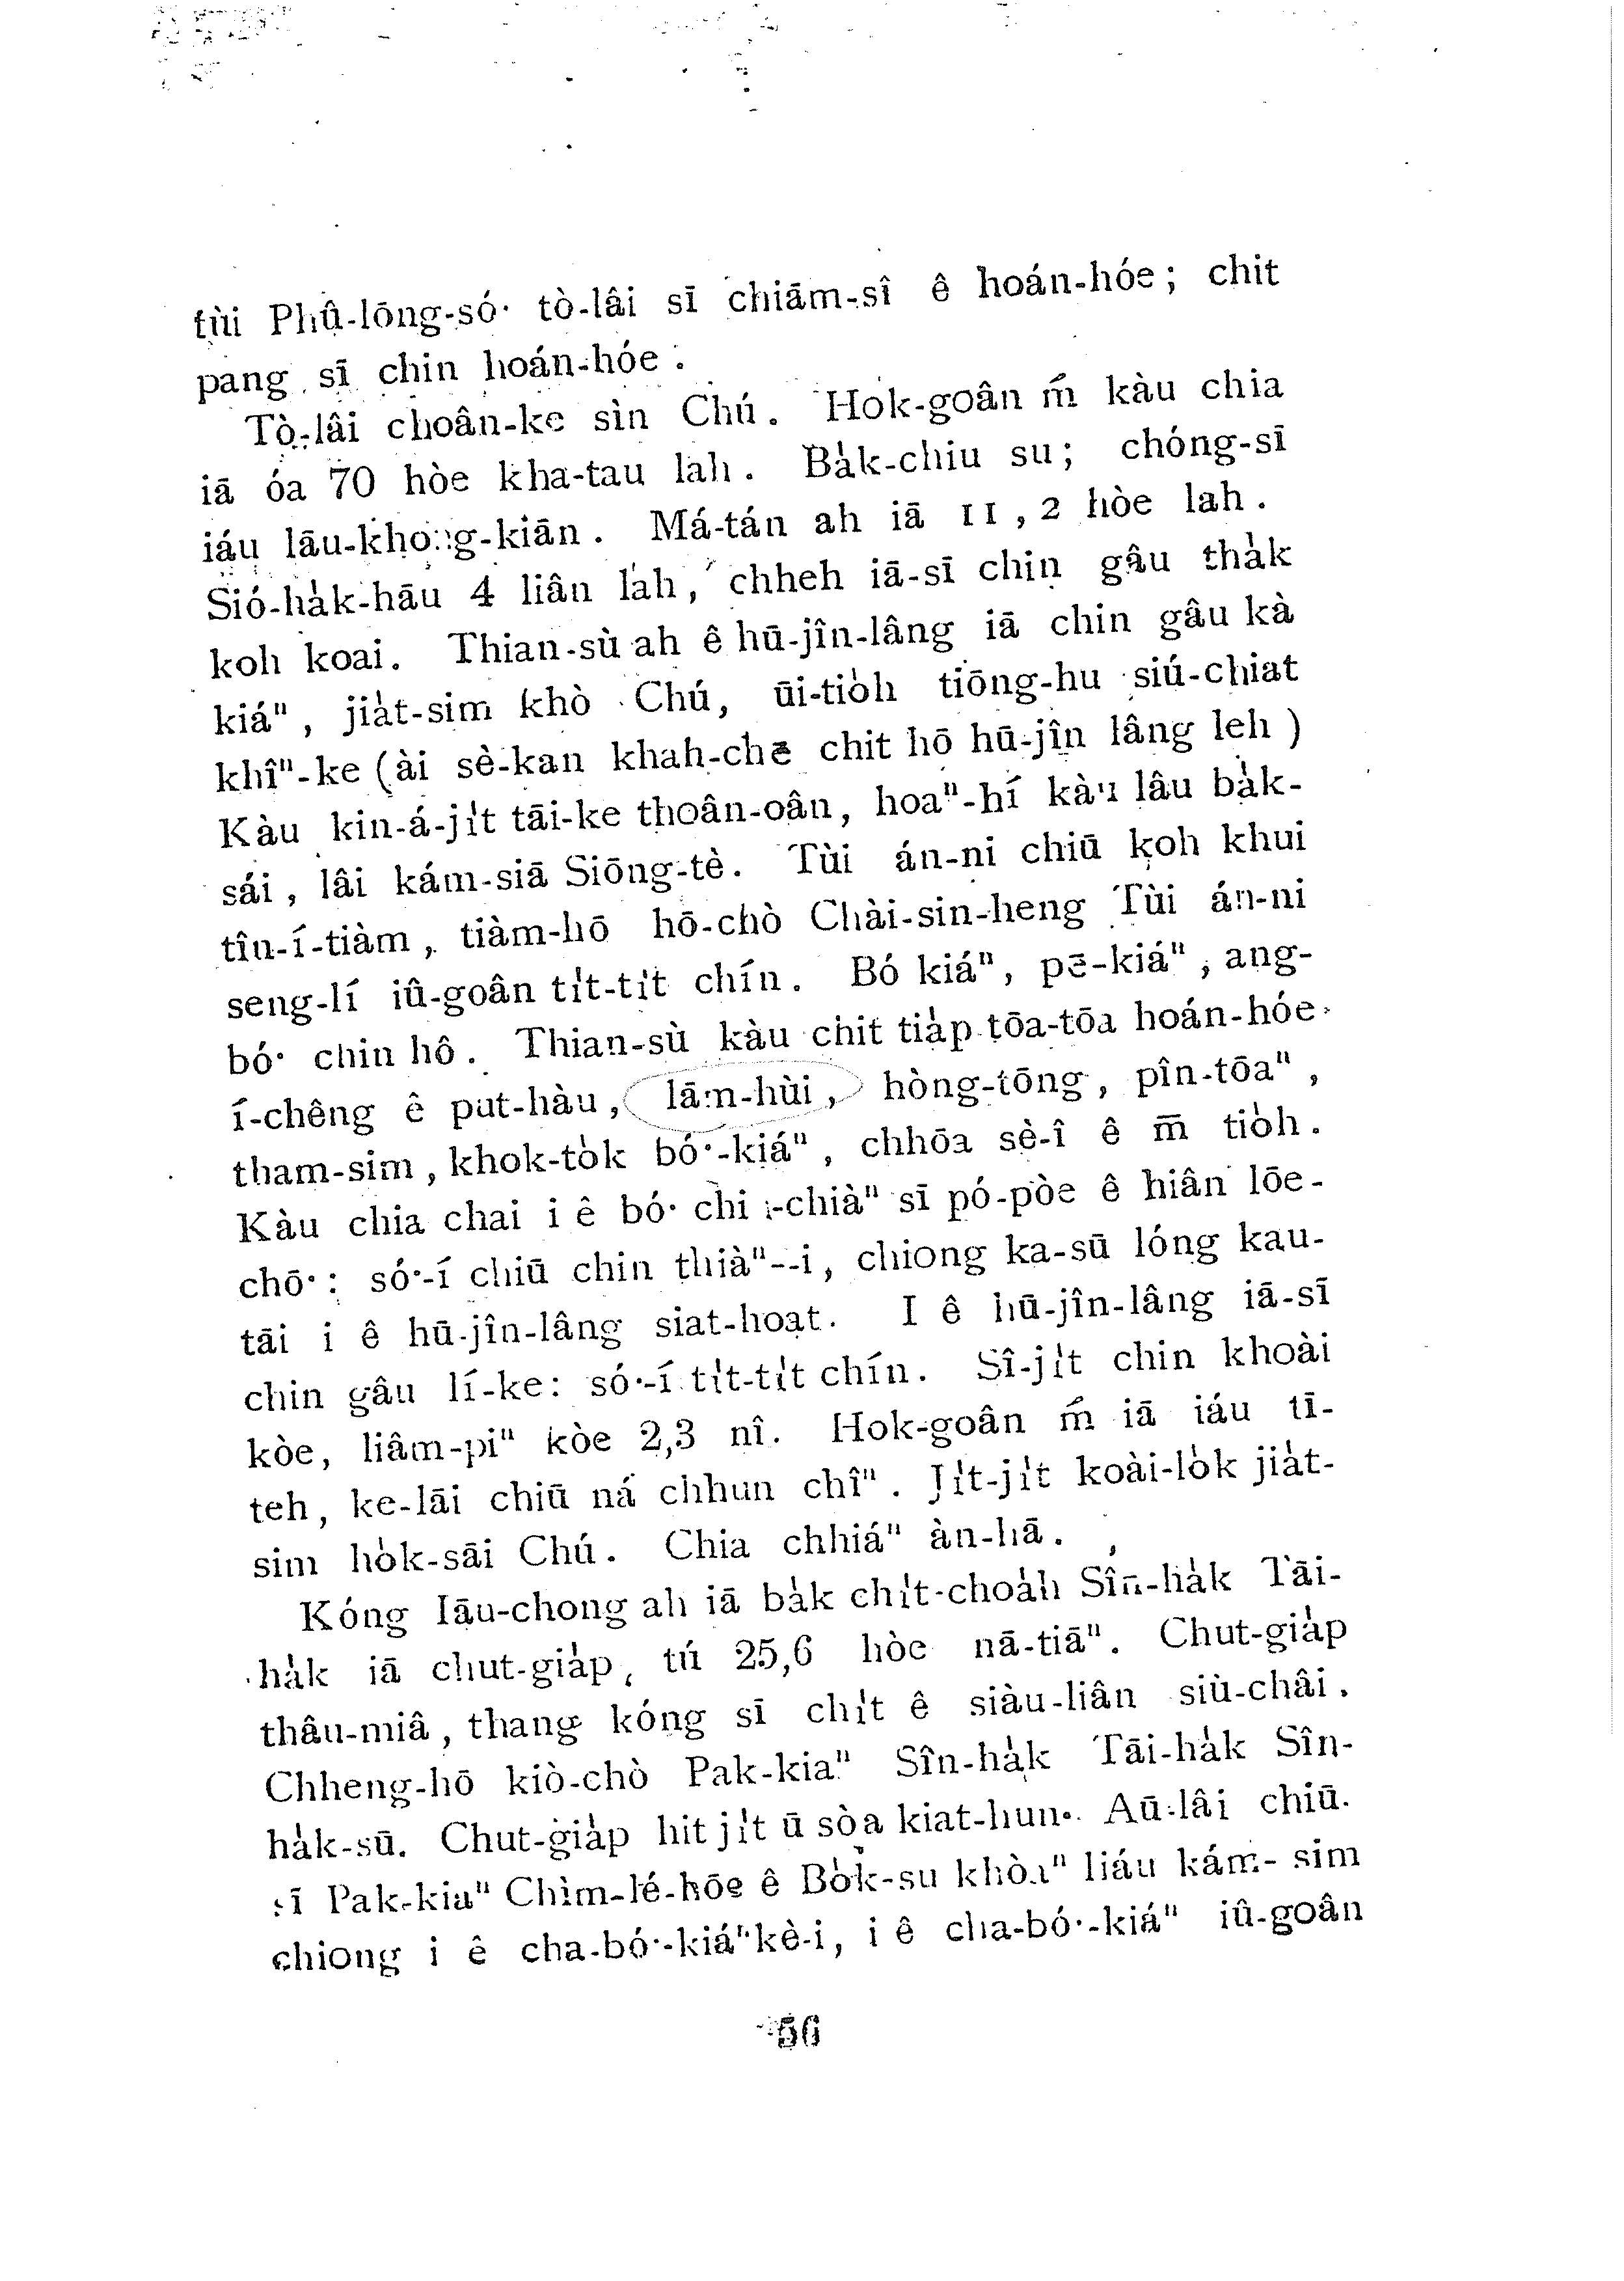 tùi Phû-lōng-só͘ tò-lâi sī chiām-sî ê hoán-hóe; chit
pang sī chin hoán-hóe.
Tò-lâi choân-ke sìn Chú. Hok-goân ḿ kàu chia
iā óa 70 hòe kha-tau lah. Ba̍k-chiu su; chóng-sī
iáu lāu-khong-kiān. Má-tán ah iā 11,2 hòe lah.
Sió-ha̍k-hāu 4 liân lah, chheh iā-sī chin gâu tha̍k
koh koai. Thian-sù ah ê hū-jîn-lâng iā chin gâu kà
kiáⁿ, jia̍t-sim khò Chú, ūi-tio̍h tiōng-hu siú-chiat
khîⁿ-ke (ài sè-kan khah-chē chit hō hū-jîn lâng leh)
Kàu kin-á-ji̍t tāi-ke thoân-oân, hoaⁿ-hí kàu lâu ba̍k-
sái, lâi kám-siā Siōng-tè. Tùi án-ni chiū koh khui
tîn-í-tiàm, tiàm-hō hō-chò Chài-sin-heng Tùi án-ni
seng-lí iû-goân ti̍t-ti̍t chín. Bó kiáⁿ, pē-kiáⁿ, ang-
bó͘ chin hô. Thian-sù kàu chit tia̍p tōa-tōa hoán-hóe
í-chêng ê put-hàu, lām-hùi, hòng-tōng, pîn-tōaⁿ,
tham-sim, khok-to̍k bó͘-kiáⁿ, chhōa sè-î ê m̄ tio̍h.
Kàu chia chai i ê bó͘ chi-chiàⁿ sī pó-pòe ê hiân lōe-
chō͘: só͘-í chiū chin thiàⁿ--i, chiong ka-sū lóng kau-
tāi i ê hū-jîn-lâng siat-hoat. I ê hū-jîn-lâng iā-sī
chin gâu lí-ke: só͘-í ti̍t-ti̍t chín. Sî-ji̍t chin khoài
kòe, liâm-piⁿ kòe 2,3 nî. Hok-goân ḿ iā iáu tī-
teh, ke-lāi chiū ná chhun chîⁿ. Ji̍t-ji̍t koài-lo̍k jia̍t-
sim ho̍k-sāi Chú. Chia chhiáⁿ àn-hā.
Kóng Iāu-chong ah iā ba̍k chi̍t-choa̍h Sîn-ha̍k Tāi-
ha̍k iā chut-gia̍p, tú 25,6 hòe nā-tiāⁿ. Chut-gia̍p
thâu-miâ, thang kóng sī chi̍t ê siàu-liân siù-châi.
Chheng-hō kiò-chò Pak-kiaⁿ Sîn-ha̍k Tāi-ha̍k Sîn-
ha̍k-sū. Chut-gia̍p hit ji̍t ū sòa kiat-hun. Aū-lâi chiū
sī Pak-kiaⁿ Chìm-lé-hōe ê Bo̍k-su khòaⁿ liáu kám-sim
chiong i ê cha-bó͘-kiáⁿ kè-i, i ê cha-bó͘-kiáⁿ iû-goân
56